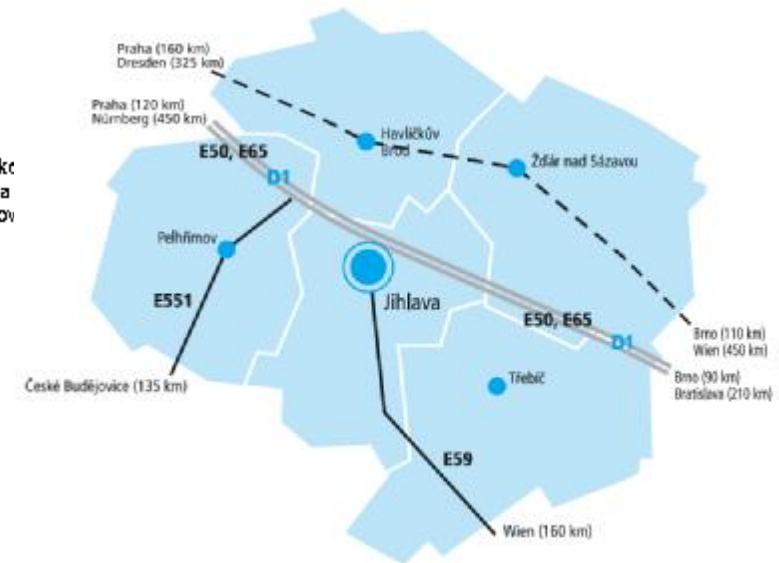 Praha (160 km)
Dresden (325 km)
Praha (120 km)
Nürnberg (450 km)
E50, E65
D1
Havlíčkův
Brod
Žďár nad Sázavou
Pelhřimov
E551
Jihlava
E50, E65
D1
Brno (110 km)
Wien (450 km)
Brno (90 km)
Bratislava (210 km)
České Budějovice (135 km)
Třebíč
E59
Wien (160 km)